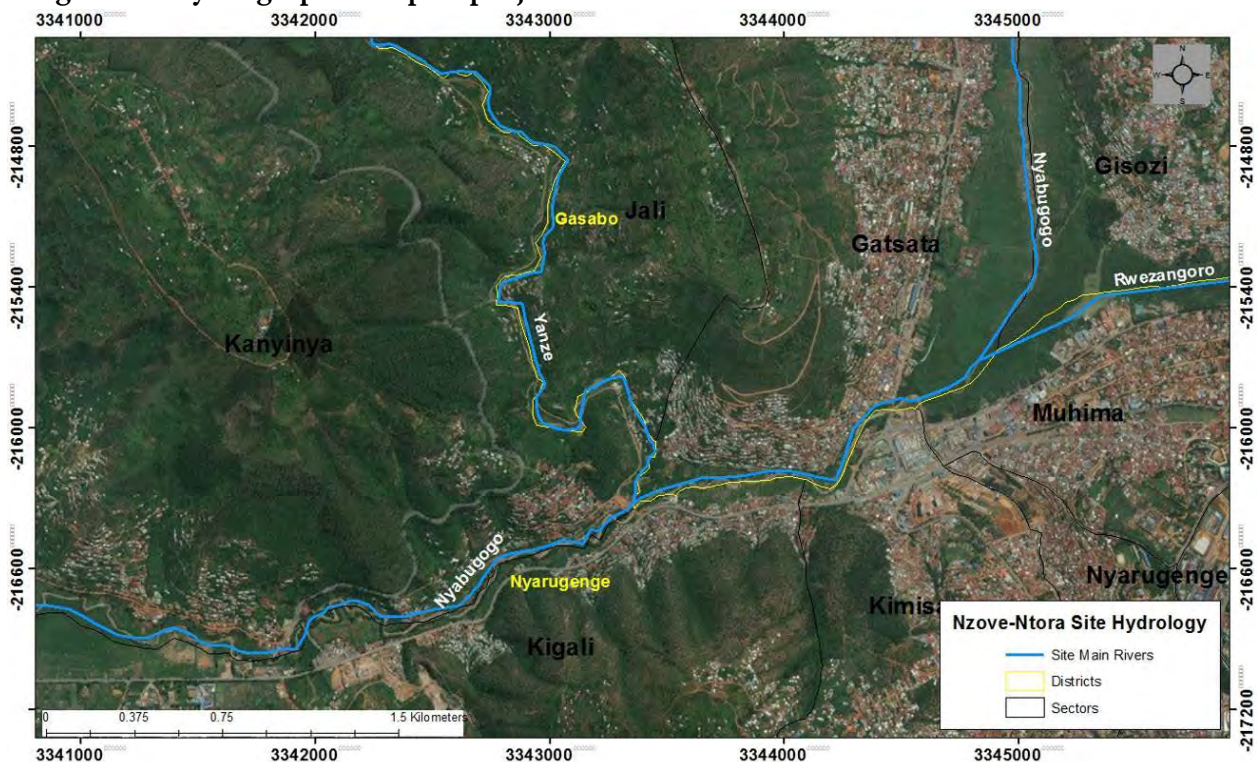 3341000 3342000 3343000 3344000 3345000
N
W E
S
-214800 -214800
Nyabugogo
Gisozi
Gasabo
Jali
Gatsata
-215400 -215400
Rwezangoro
Yanze
Kanyinya
Muhima
-216000 -216000
Nyabugogo
-216600 -216600
Nyarugenge
Nyarugenge
Kimisa
Kigali
Nzove-Ntora Site Hydrology
Site Main Rivers
Districts
Sectors
-217200
0 0.375 0.75 1.5 Kilometers
3341000 3342000 3343000 3344000 3345000